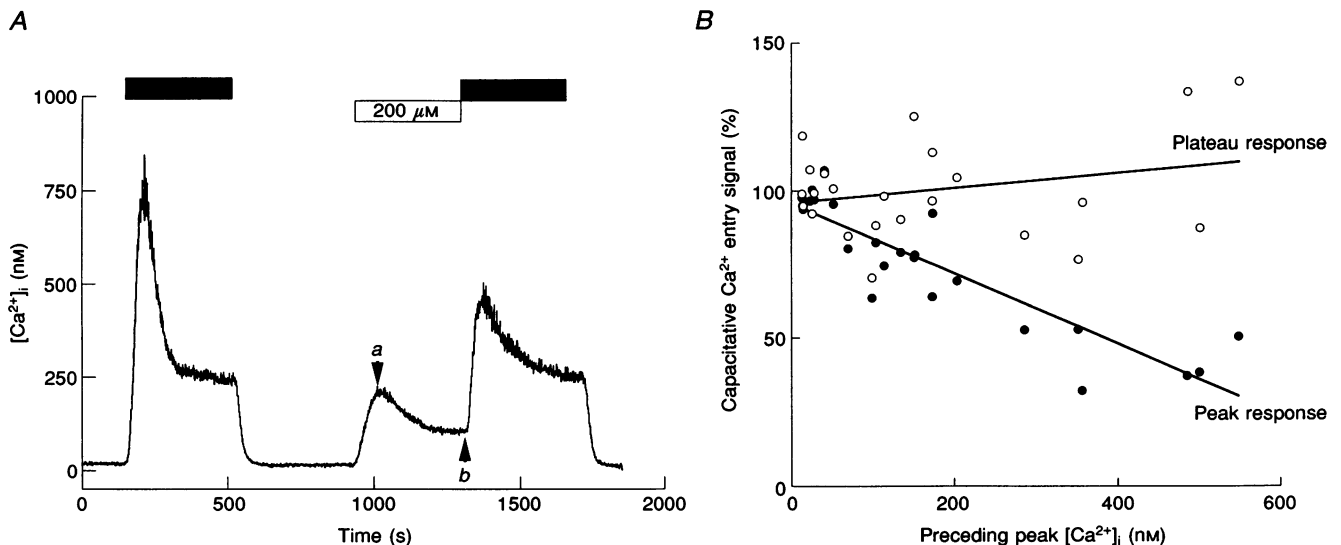 A
[Ca²⁺]ᵢ (nM)
1000
750
500
250
0
200 μM
a
b
0
500
1000
1500
2000
Time (s)
B
Capacitative Ca²⁺ entry signal (%)
150
100
50
0
Plateau response
Peak response
0
200
400
600
Preceding peak [Ca²⁺]ᵢ (nM)